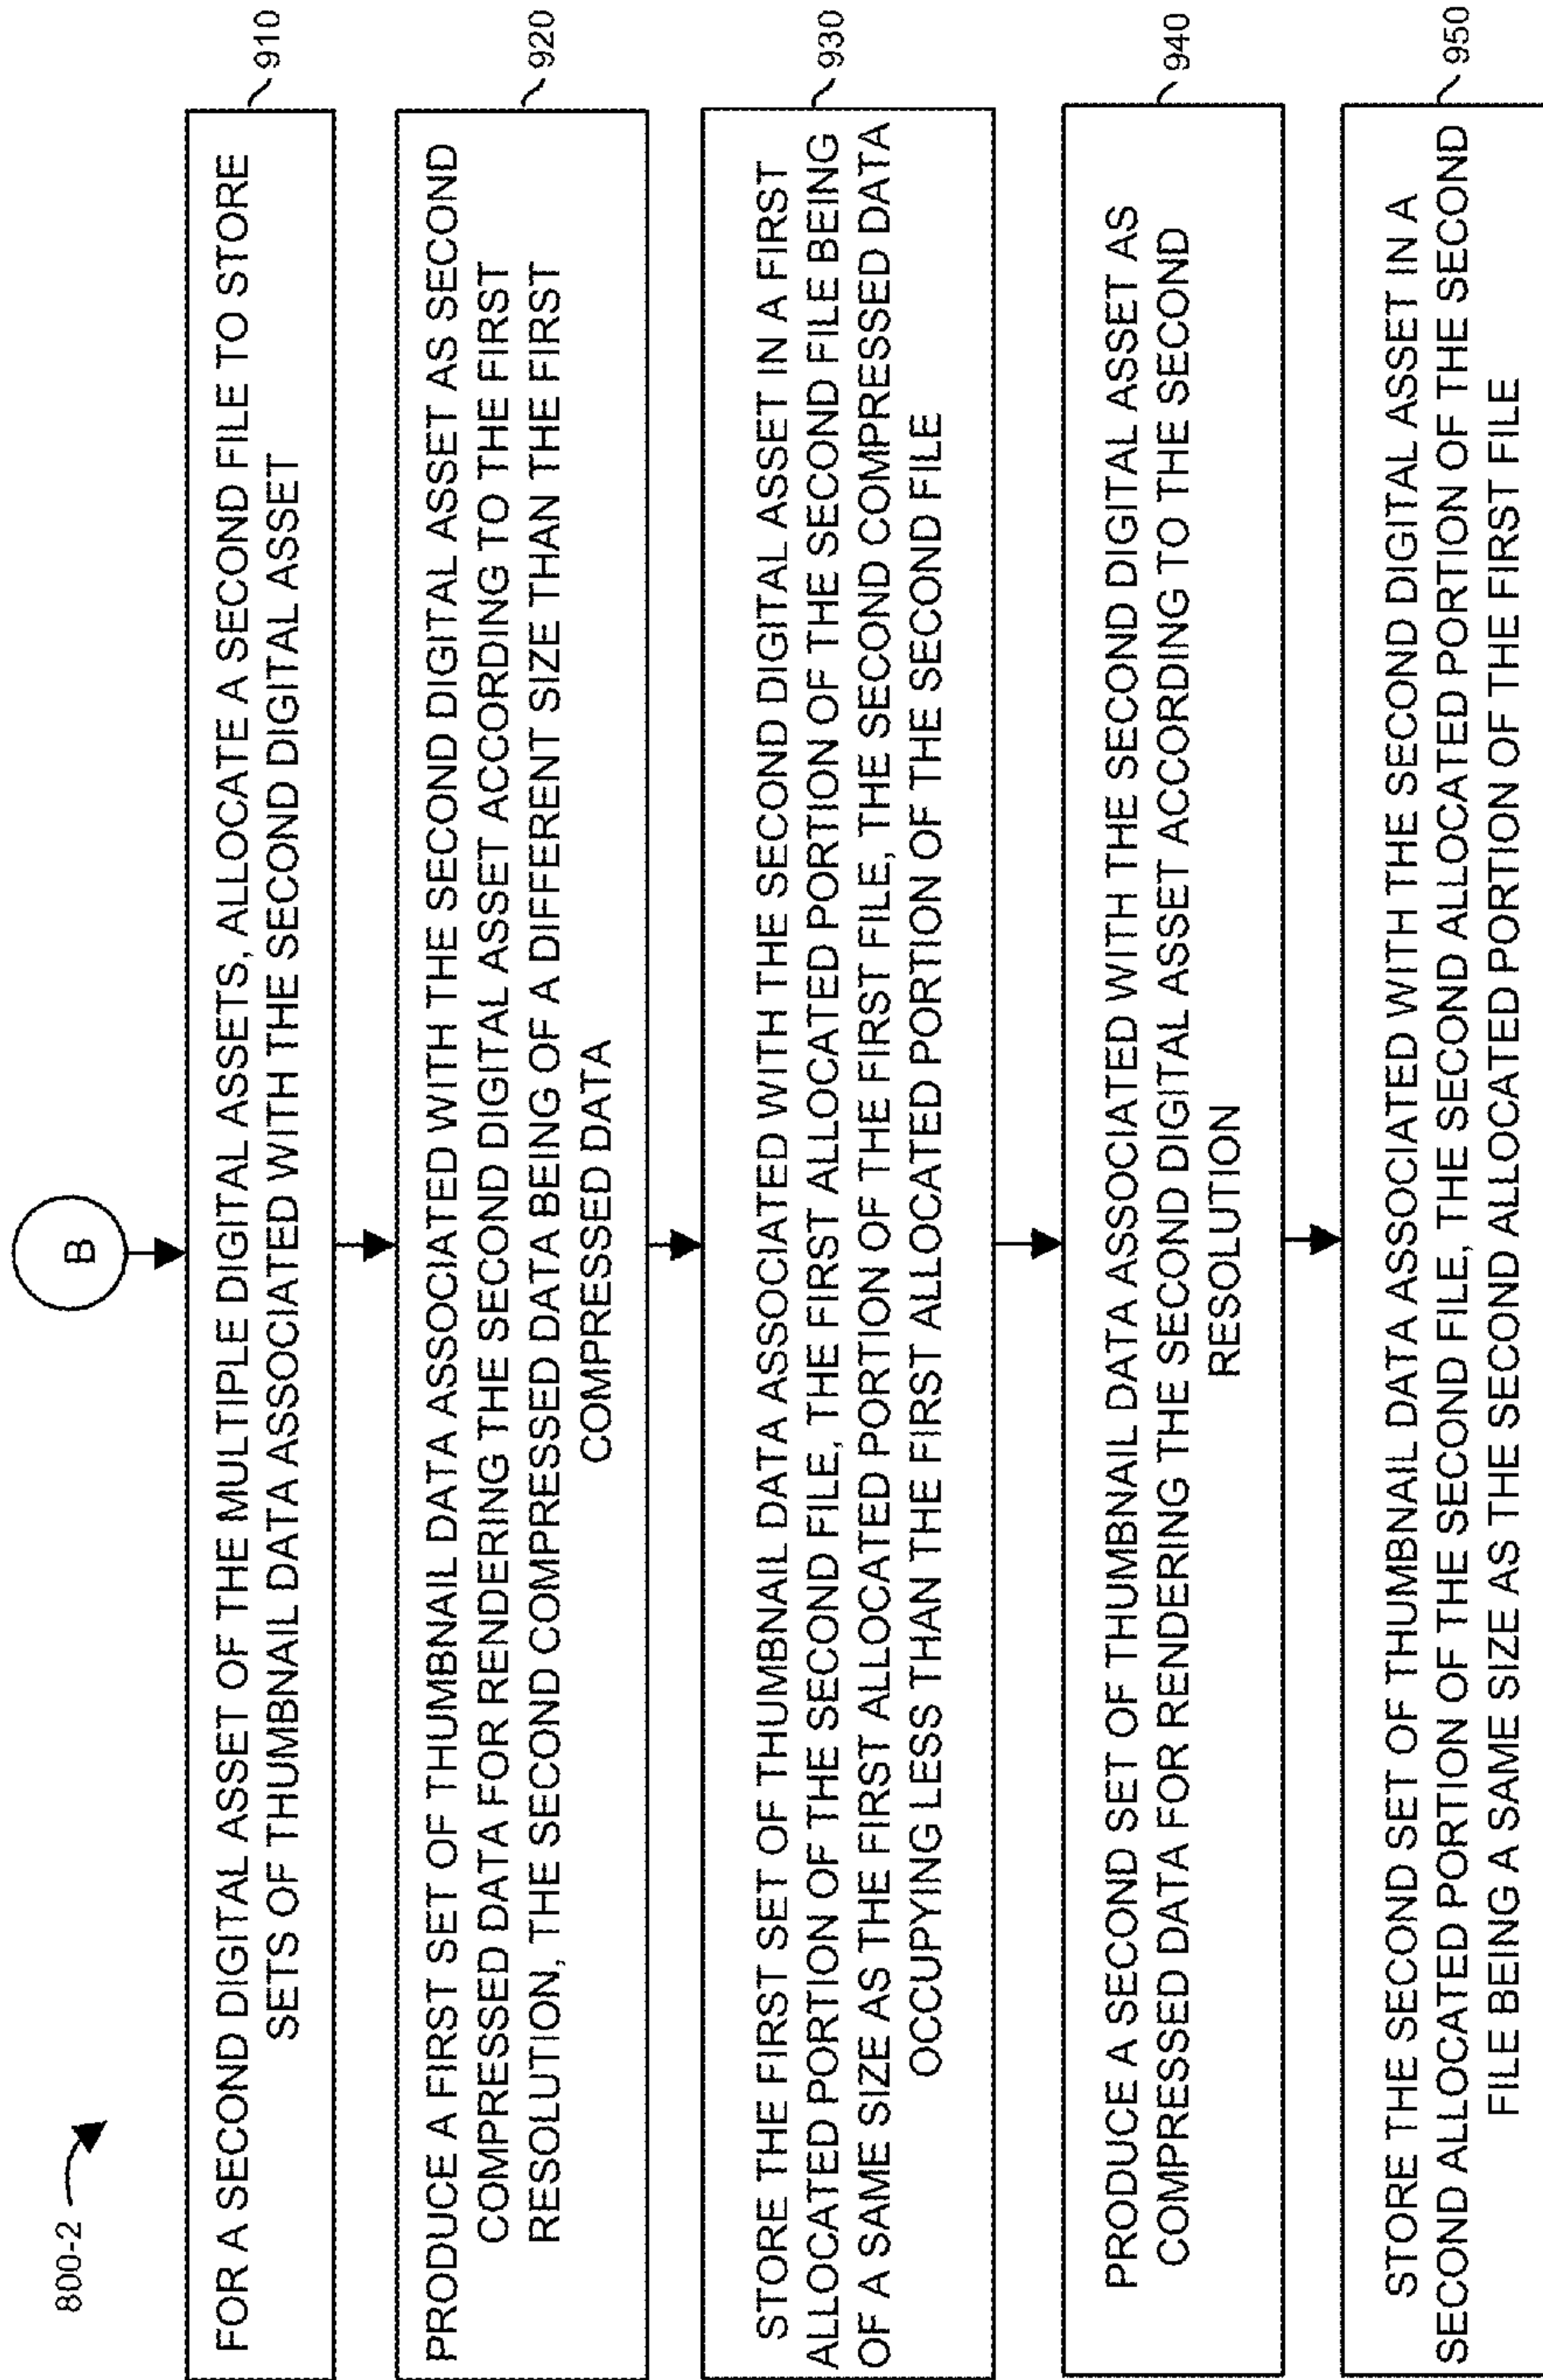 800-2
B
FOR A SECOND DIGITAL ASSET OF THE MULTIPLE DIGITAL ASSETS, ALLOCATE A SECOND FILE TO STORE
SETS OF THUMBNAIL DATA ASSOCIATED WITH THE SECOND DIGITAL ASSET
910
PRODUCE A FIRST SET OF THUMBNAIL DATA ASSOCIATED WITH THE SECOND DIGITAL ASSET AS SECOND
COMPRESSED DATA FOR RENDERING THE SECOND DIGITAL ASSET ACCORDING TO THE FIRST
RESOLUTION, THE SECOND COMPRESSED DATA BEING OF A DIFFERENT SIZE THAN THE FIRST
COMPRESSED DATA
920
STORE THE FIRST SET OF THUMBNAIL DATA ASSOCIATED WITH THE SECOND DIGITAL ASSET IN A FIRST
ALLOCATED PORTION OF THE SECOND FILE, THE FIRST ALLOCATED PORTION OF THE SECOND FILE BEING
OF A SAME SIZE AS THE FIRST ALLOCATED PORTION OF THE FIRST FILE, THE SECOND COMPRESSED DATA
OCCUPYING LESS THAN THE FIRST ALLOCATED PORTION OF THE SECOND FILE
930
PRODUCE A SECOND SET OF THUMBNAIL DATA ASSOCIATED WITH THE SECOND DIGITAL ASSET AS
COMPRESSED DATA FOR RENDERING THE SECOND DIGITAL ASSET ACCORDING TO THE SECOND
RESOLUTION
940
STORE THE SECOND SET OF THUMBNAIL DATA ASSOCIATED WITH THE SECOND DIGITAL ASSET IN A
SECOND ALLOCATED PORTION OF THE SECOND FILE, THE SECOND ALLOCATED PORTION OF THE SECOND
FILE BEING A SAME SIZE AS THE SECOND ALLOCATED PORTION OF THE FIRST FILE
950